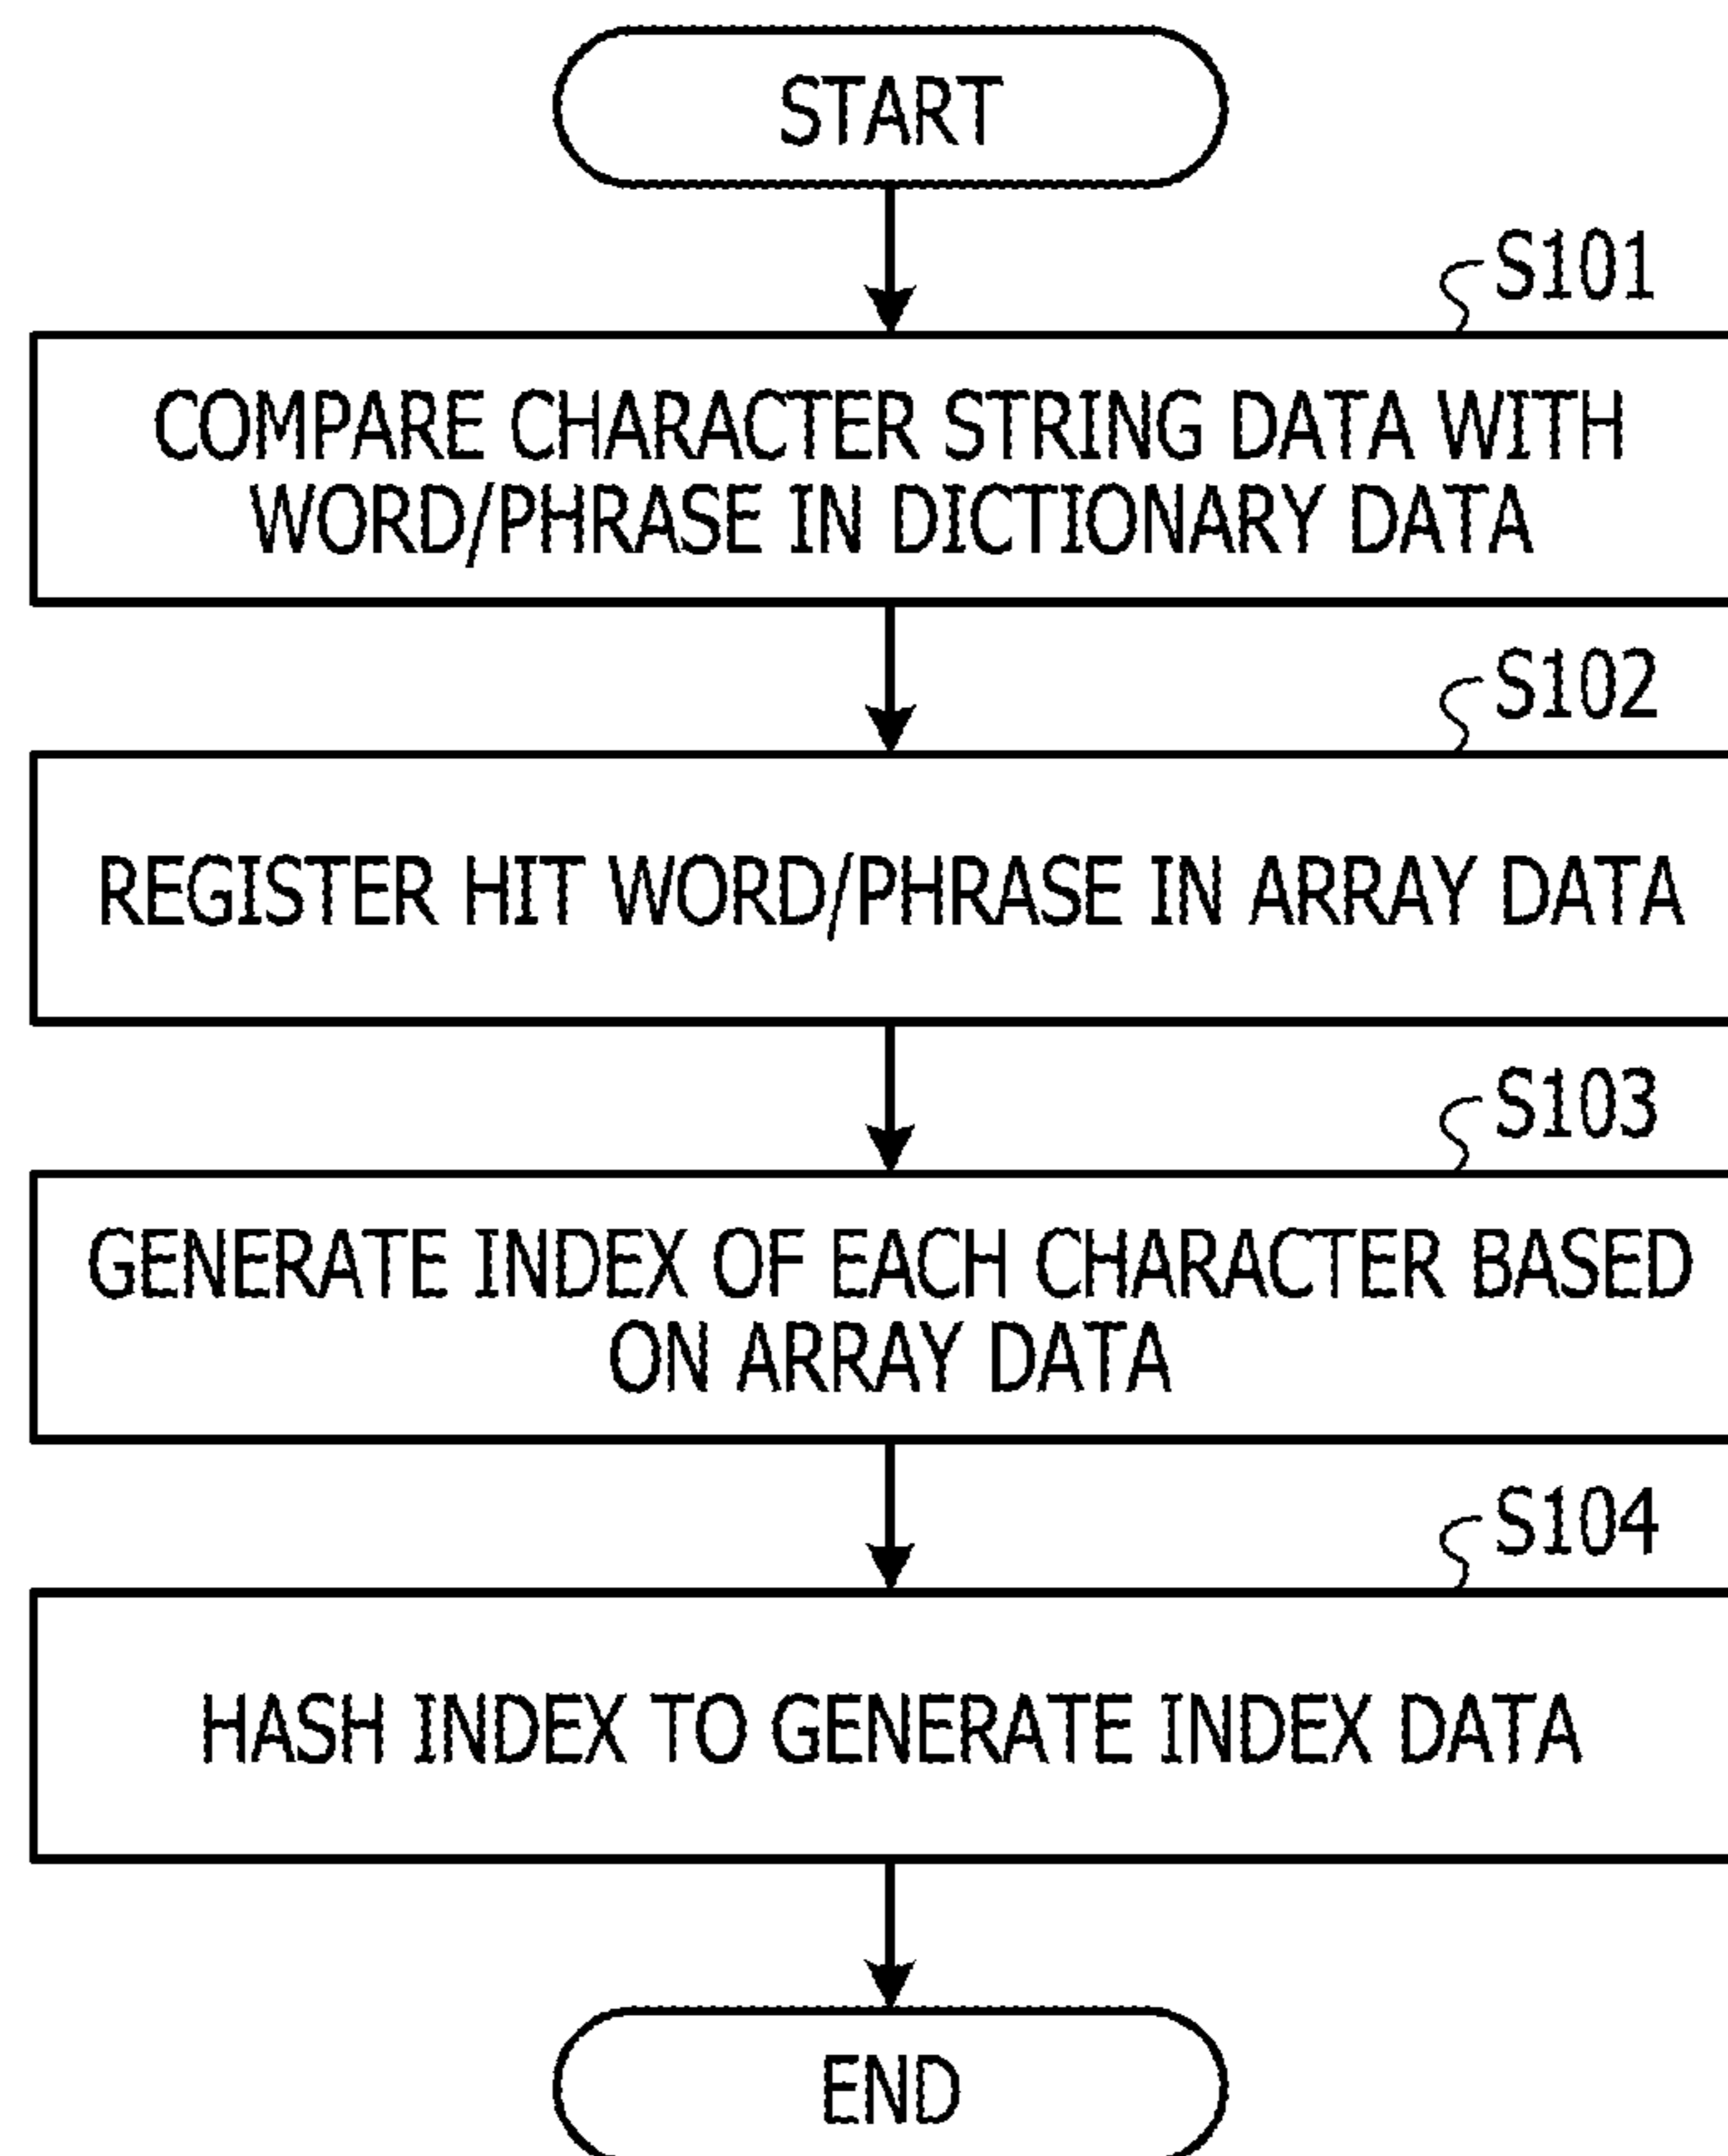 START
S101
COMPARE CHARACTER STRING DATA WITH
WORD/PHRASE IN DICTIONARY DATA
S102
REGISTER HIT WORD/PHRASE IN ARRAY DATA
S103
GENERATE INDEX OF EACH CHARACTER BASED
ON ARRAY DATA
S104
HASH INDEX TO GENERATE INDEX DATA
END